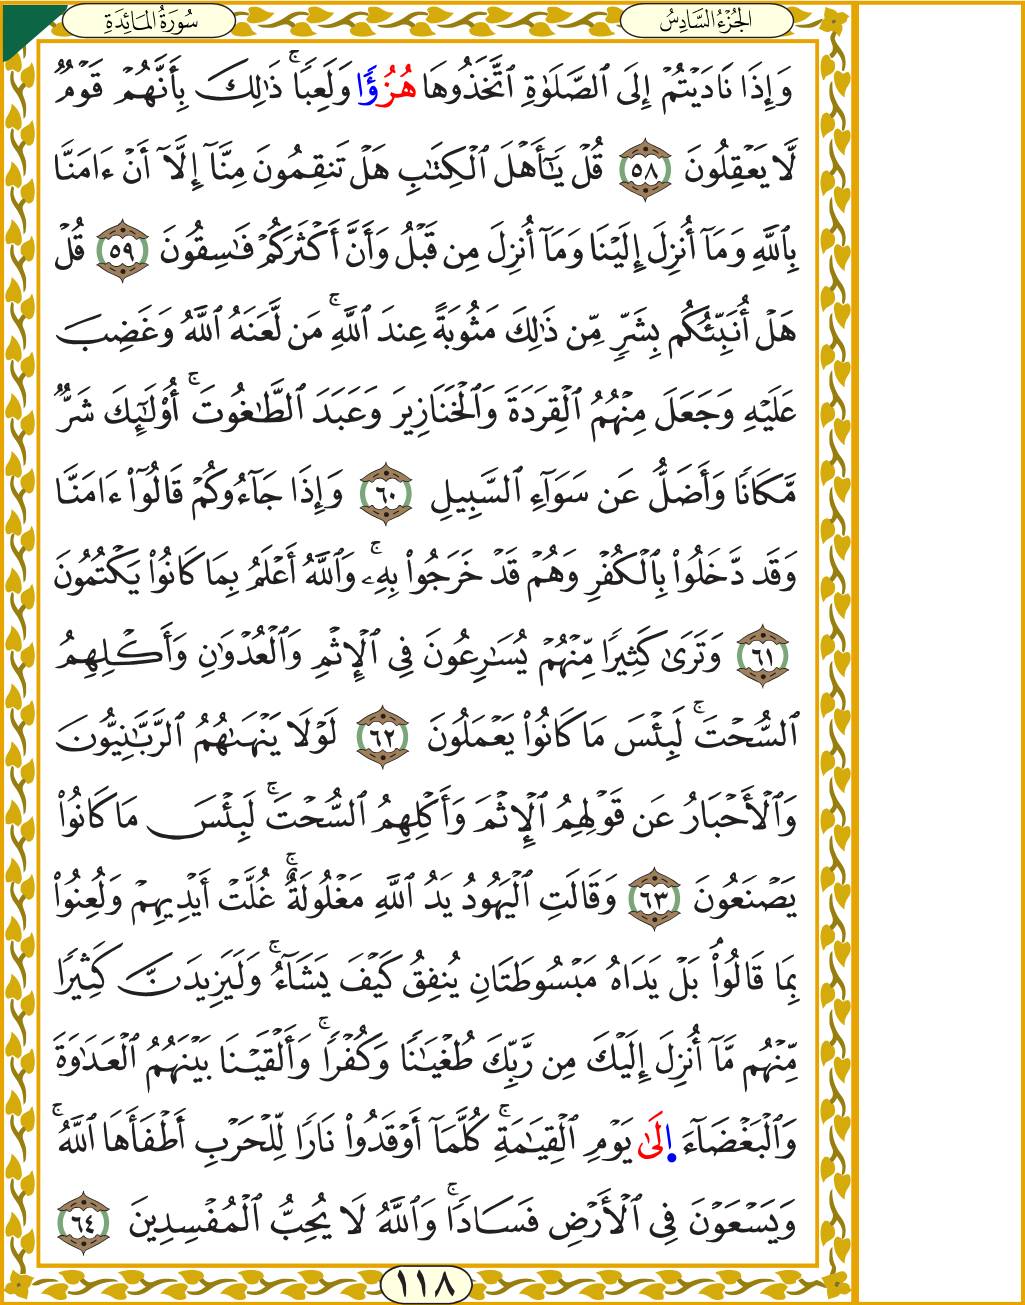 الجُزْءُ السَّادِسُ
سُورَةُ المَائِدَةِ
وَإِذَا نَادَيْتُمْ إِلَى ٱلصَّلَوٰةِ ٱتَّخَذُوهَا هُزُؤًا وَلَعِبًا ۚ ذَٰلِكَ بِأَنَّهُمْ قَوْمٌ
لَّا يَعْقِلُونَ ٥٨ قُلْ يَـٰٓأَهْلَ ٱلْكِتَـٰبِ هَلْ تَنقِمُونَ مِنَّآ إِلَّآ أَنْ ءَامَنَّا
بِٱللَّهِ وَمَآ أُنزِلَ إِلَيْنَا وَمَآ أُنزِلَ مِن قَبْلُ وَأَنَّ أَكْثَرَكُمْ فَـٰسِقُونَ ٥٩ قُلْ
هَلْ أُنَبِّئُكُم بِشَرٍّ مِّن ذَٰلِكَ مَثُوبَةً عِندَ ٱللَّهِ ۚ مَن لَّعَنَهُ ٱللَّهُ وَغَضِبَ
عَلَيْهِ وَجَعَلَ مِنْهُمُ ٱلْقِرَدَةَ وَٱلْخَنَازِيرَ وَعَبَدَ ٱلطَّـٰغُوتَ ۚ أُو۟لَـٰٓئِكَ شَرٌّ
مَّكَانًا وَأَضَلُّ عَن سَوَآءِ ٱلسَّبِيلِ ٦٠ وَإِذَا جَآءُوكُمْ قَالُوٓا۟ ءَامَنَّا
وَقَد دَّخَلُوا۟ بِٱلْكُفْرِ وَهُمْ قَدْ خَرَجُوا۟ بِهِۦ ۚ وَٱللَّهُ أَعْلَمُ بِمَا كَانُوا۟ يَكْتُمُونَ
٦١ وَتَرَىٰ كَثِيرًا مِّنْهُمْ يُسَـٰرِعُونَ فِى ٱلْإِثْمِ وَٱلْعُدْوَٰنِ وَأَكْلِهِمُ
ٱلسُّحْتَ ۚ لَبِئْسَ مَا كَانُوا۟ يَعْمَلُونَ ٦٢ لَوْلَا يَنْهَىٰهُمُ ٱلرَّبَّـٰنِيُّونَ
وَٱلْأَحْبَارُ عَن قَوْلِهِمُ ٱلْإِثْمَ وَأَكْلِهِمُ ٱلسُّحْتَ ۚ لَبِئْسَ مَا كَانُوا۟
يَصْنَعُونَ ٦٣ وَقَالَتِ ٱلْيَهُودُ يَدُ ٱللَّهِ مَغْلُولَةٌ ۚ غُلَّتْ أَيْدِيهِمْ وَلُعِنُوا۟
بِمَا قَالُوا۟ ۘ بَلْ يَدَاهُ مَبْسُوطَتَانِ يُنفِقُ كَيْفَ يَشَآءُ ۚ وَلَيَزِيدَنَّ كَثِيرًا
مِّنْهُم مَّآ أُنزِلَ إِلَيْكَ مِن رَّبِّكَ طُغْيَـٰنًا وَكُفْرًا ۚ وَأَلْقَيْنَا بَيْنَهُمُ ٱلْعَدَٰوَةَ
وَٱلْبَغْضَآءَ إِلَىٰ يَوْمِ ٱلْقِيَـٰمَةِ ۚ كُلَّمَآ أَوْقَدُوا۟ نَارًا لِّلْحَرْبِ أَطْفَأَهَا ٱللَّهُ ۚ
وَيَسْعَوْنَ فِى ٱلْأَرْضِ فَسَادًا ۚ وَٱللَّهُ لَا يُحِبُّ ٱلْمُفْسِدِينَ ٦٤
١١٨